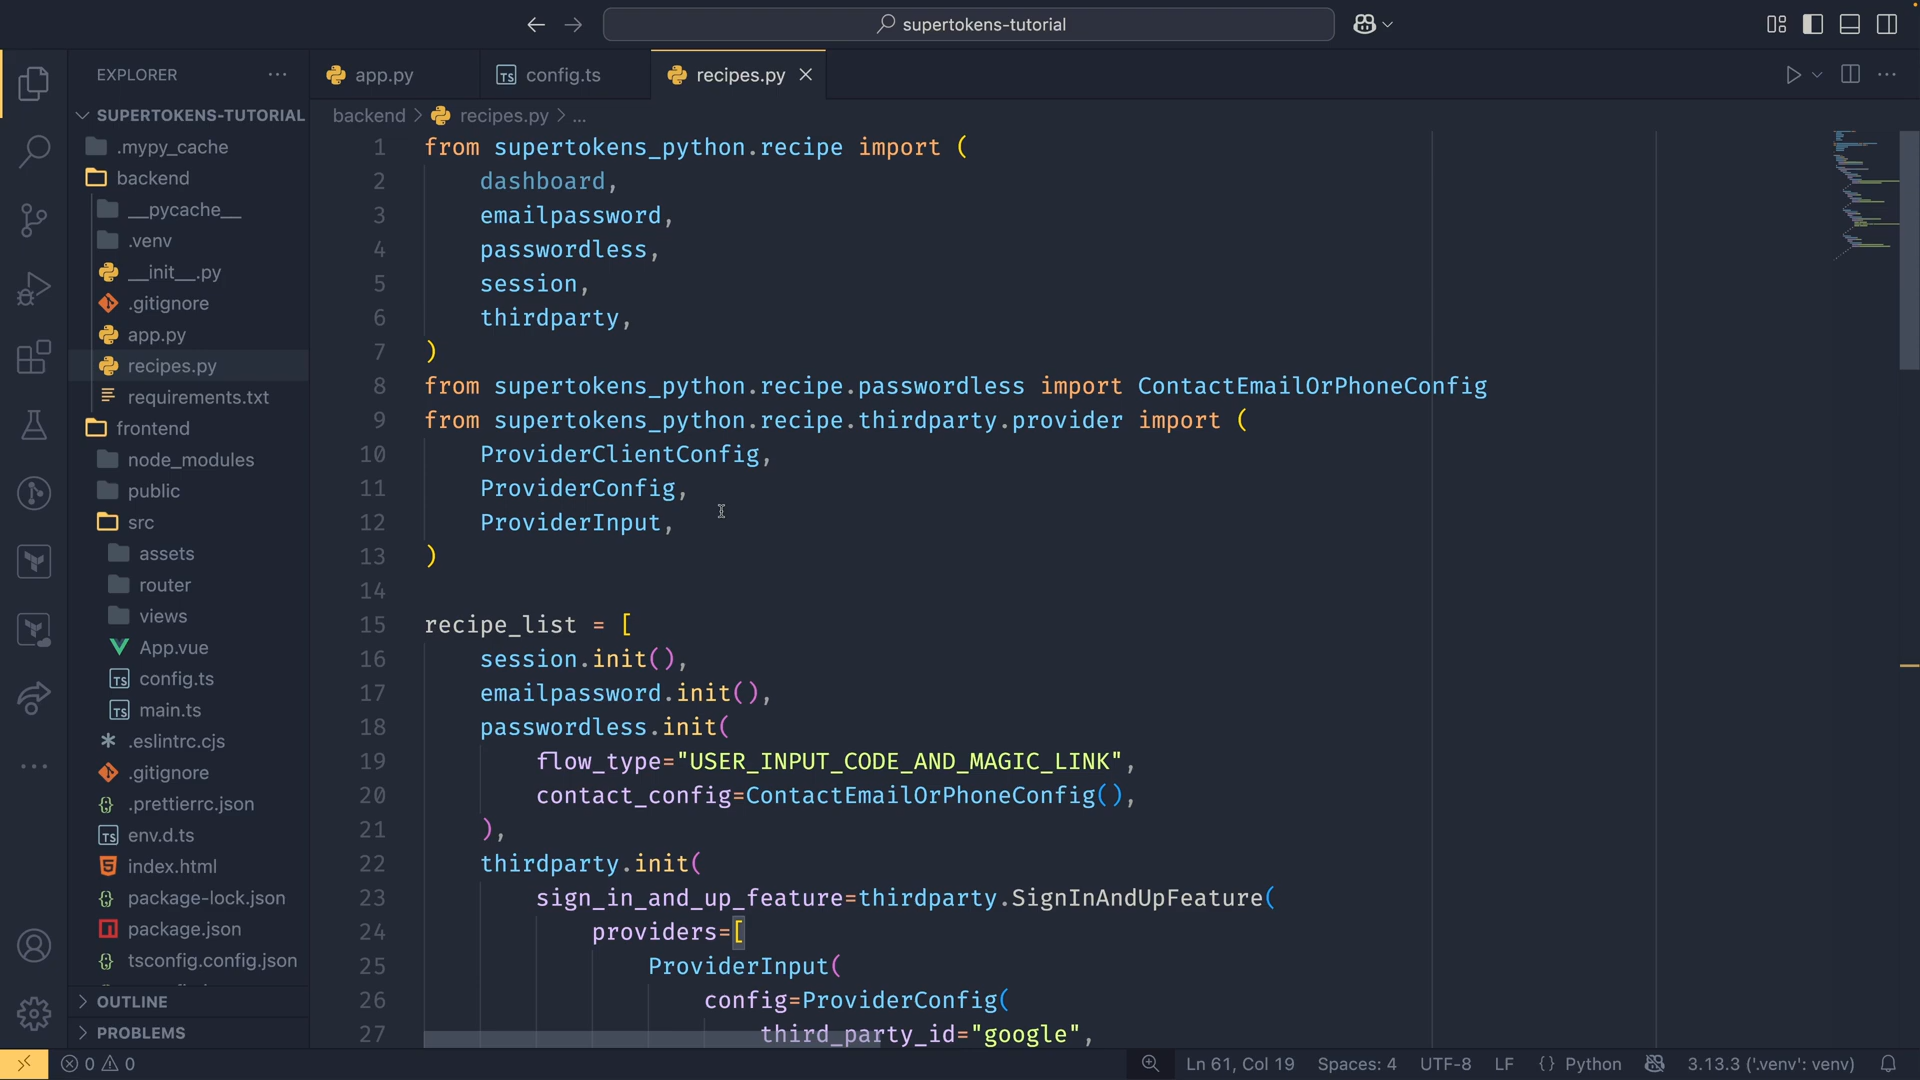 supertokens-tutorial
EXPLORER
SUPERTOKENS-TUTORIAL
.mypy_cache
backend
__pycache__
.venv
__init__.py
.gitignore
app.py
recipes.py
requirements.txt
frontend
node_modules
public
src
assets
router
views
App.vue
TS config.ts
TS main.ts
.eslintrc.cjs
.gitignore
.prettierrc.json
TS env.d.ts
index.html
package-lock.json
package.json
tsconfig.config.json
OUTLINE
PROBLEMS
app.py
TS config.ts
recipes.py
backend > recipes.py > ...
1 from supertokens_python.recipe import (
2     dashboard,
3     emailpassword,
4     passwordless,
5     session,
6     thirdparty,
7 )
8 from supertokens_python.recipe.passwordless import ContactEmailOrPhoneConfig
9 from supertokens_python.recipe.thirdparty.provider import (
10     ProviderClientConfig,
11     ProviderConfig,
12     ProviderInput,
13 )
14
15 recipe_list = [
16     session.init(),
17     emailpassword.init(),
18     passwordless.init(
19         flow_type="USER_INPUT_CODE_AND_MAGIC_LINK",
20         contact_config=ContactEmailOrPhoneConfig(),
21     ),
22     thirdparty.init(
23         sign_in_and_up_feature=thirdparty.SignInAndUpFeature(
24             providers=[
25                 ProviderInput(
26                     config=ProviderConfig(
27                         third_party_id="google",
0 0
Ln 61, Col 19
Spaces: 4
UTF-8
LF
{} Python
3.13.3 ('.venv': venv)